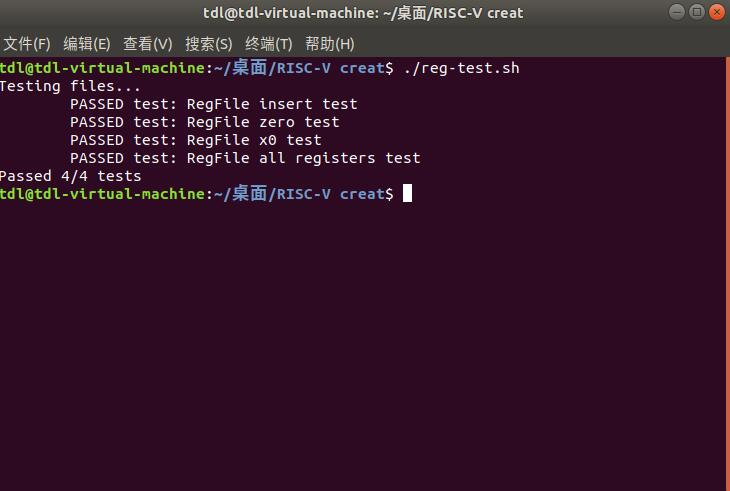 tdl@tdl-virtual-machine: ~/桌面/RISC-V creat
文件(F) 编辑(E) 查看(V) 搜索(S) 终端(T) 帮助(H)
tdl@tdl-virtual-machine:~/桌面/RISC-V creat$ ./reg-test.sh
Testing files...
        PASSED test: RegFile insert test
        PASSED test: RegFile zero test
        PASSED test: RegFile x0 test
        PASSED test: RegFile all registers test
Passed 4/4 tests
tdl@tdl-virtual-machine:~/桌面/RISC-V creat$